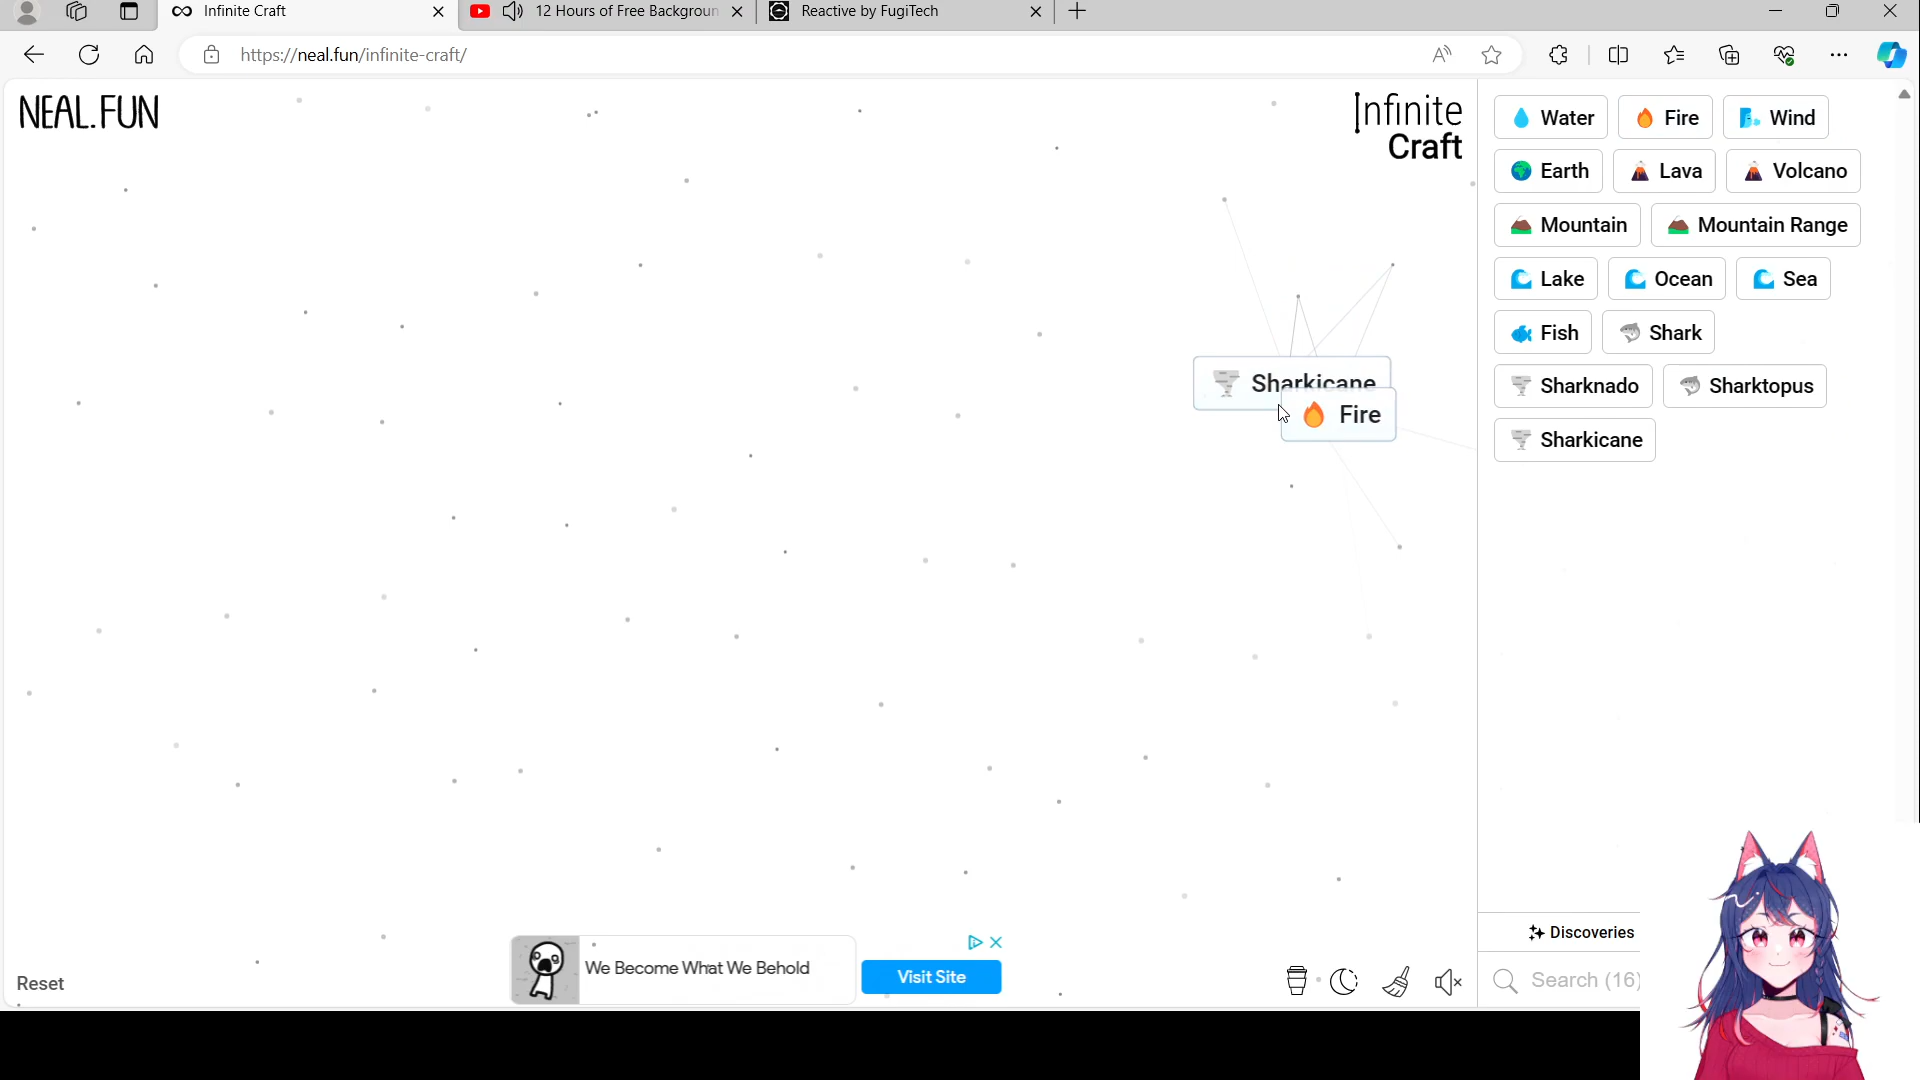 Infinite Craft
12 Hours of Free Backgroun
Reactive by FugiTech
https://neal.fun/infinite-craft/
NEAL.FUN
Infinite
Craft
Water
Fire
Wind
Earth
Lava
Volcano
Mountain
Mountain Range
Lake
Ocean
Sea
Fish
Shark
Sharknado
Sharktopus
Sharkicane
Sharkicane
Fire
We Become What We Behold
Visit Site
Reset
Discoveries
Search (16)